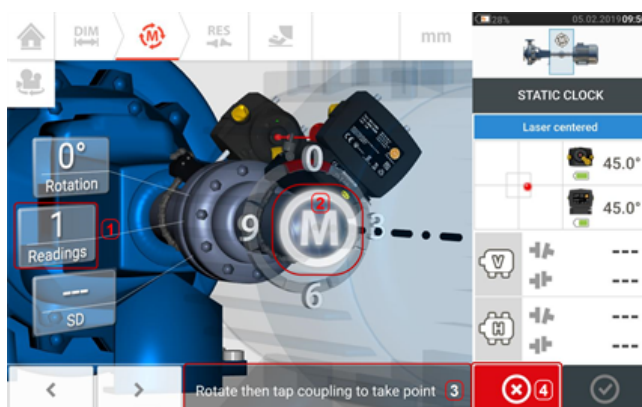 DIM
M
RES
mm
28%
05.02.2019 09:50
STATIC CLOCK
Laser centered
45.0°
45.0°
0°
Rotation
1
Readings
1
---
SD
0
2
M
3
9
6
V
---
---
H
---
---
Rotate then tap coupling to take point
3
4